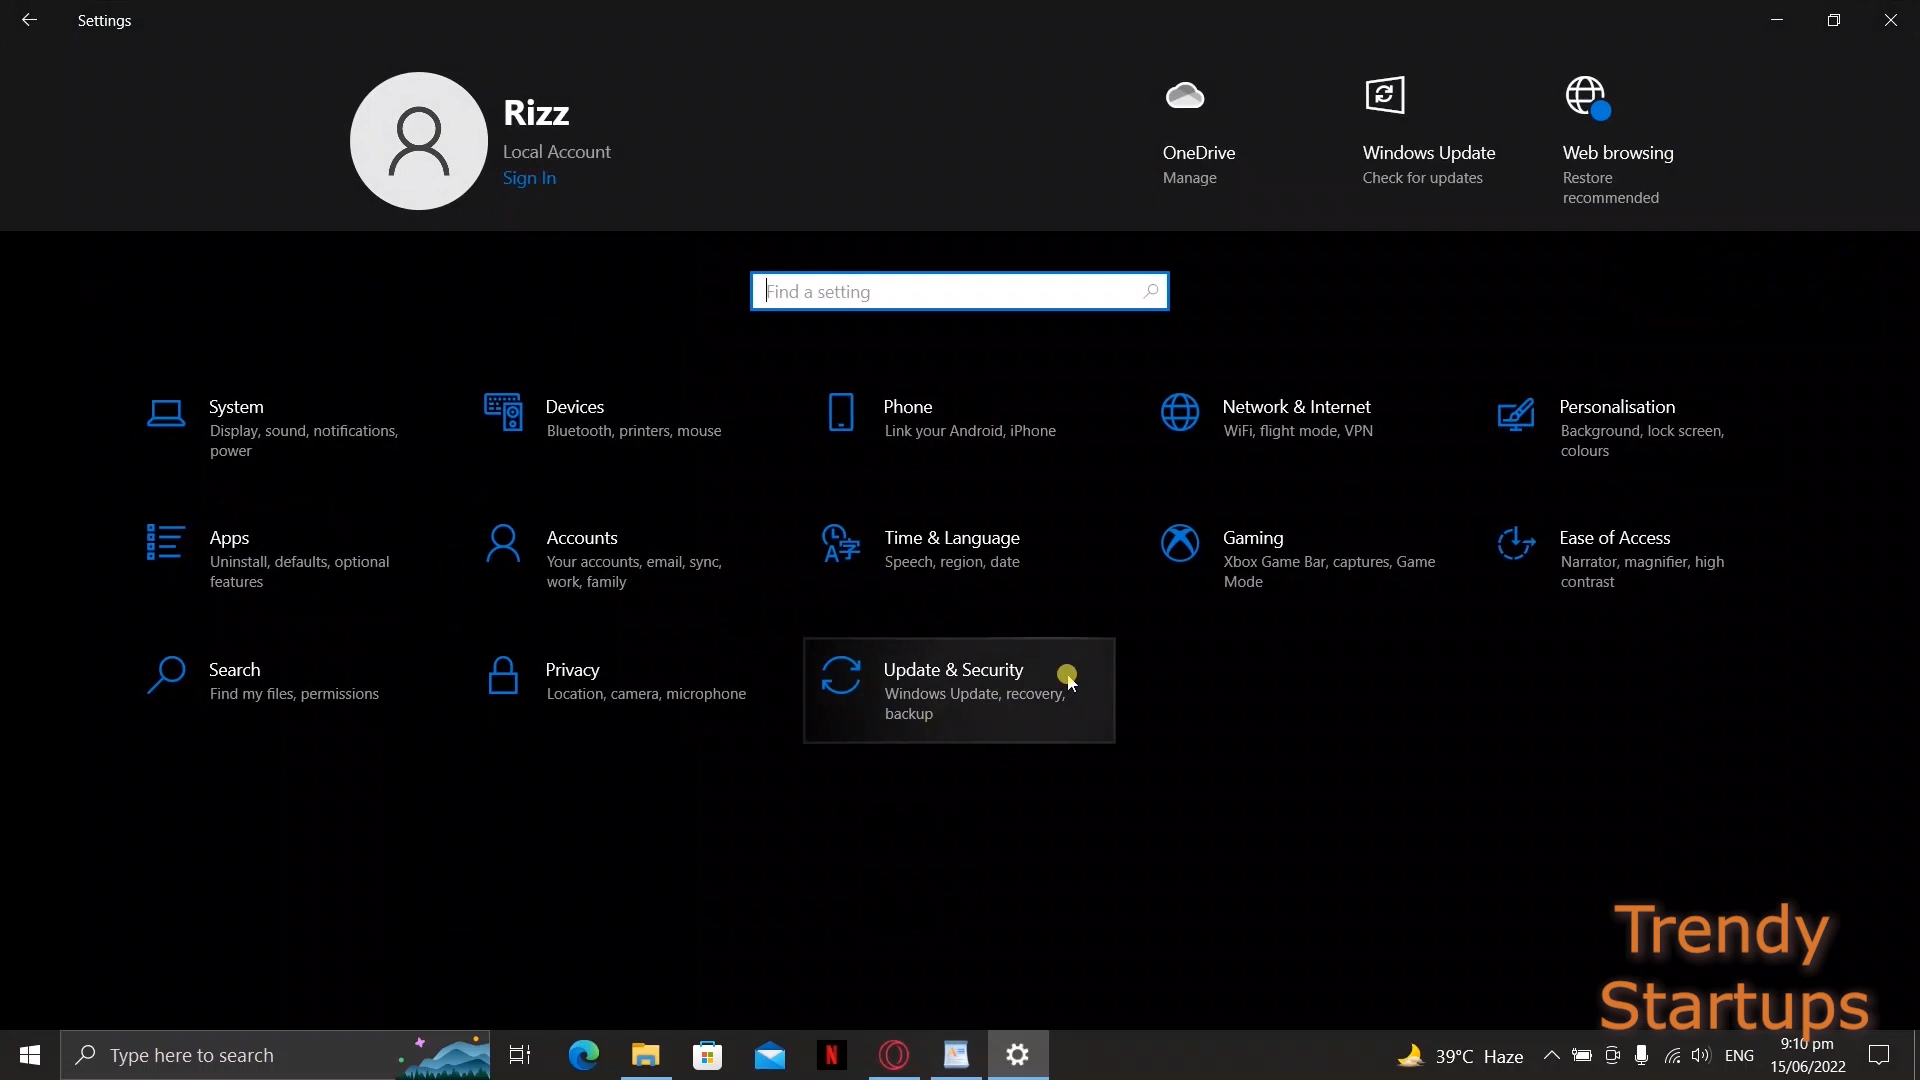 Settings
Rizz
Local Account
Sign In
OneDrive
Manage
Windows Update
Check for updates
Web browsing
Restore
recommended
Find a setting
System
Display, sound, notifications,
power
Devices
Bluetooth, printers, mouse
Phone
Link your Android, iPhone
Network & Internet
WiFi, flight mode, VPN
Personalisation
Background, lock screen,
colours
Apps
Uninstall, defaults, optional
features
Accounts
Your accounts, email, sync,
work, family
Time & Language
Speech, region, date
Gaming
Xbox Game Bar, captures, Game
Mode
Ease of Access
Narrator, magnifier, high
contrast
Search
Find my files, permissions
Privacy
Location, camera, microphone
Update & Security
Windows Update, recovery,
backup
Trendy
Startups
Type here to search
N
39°C Haze
ENG
9:10 pm
15/06/2022